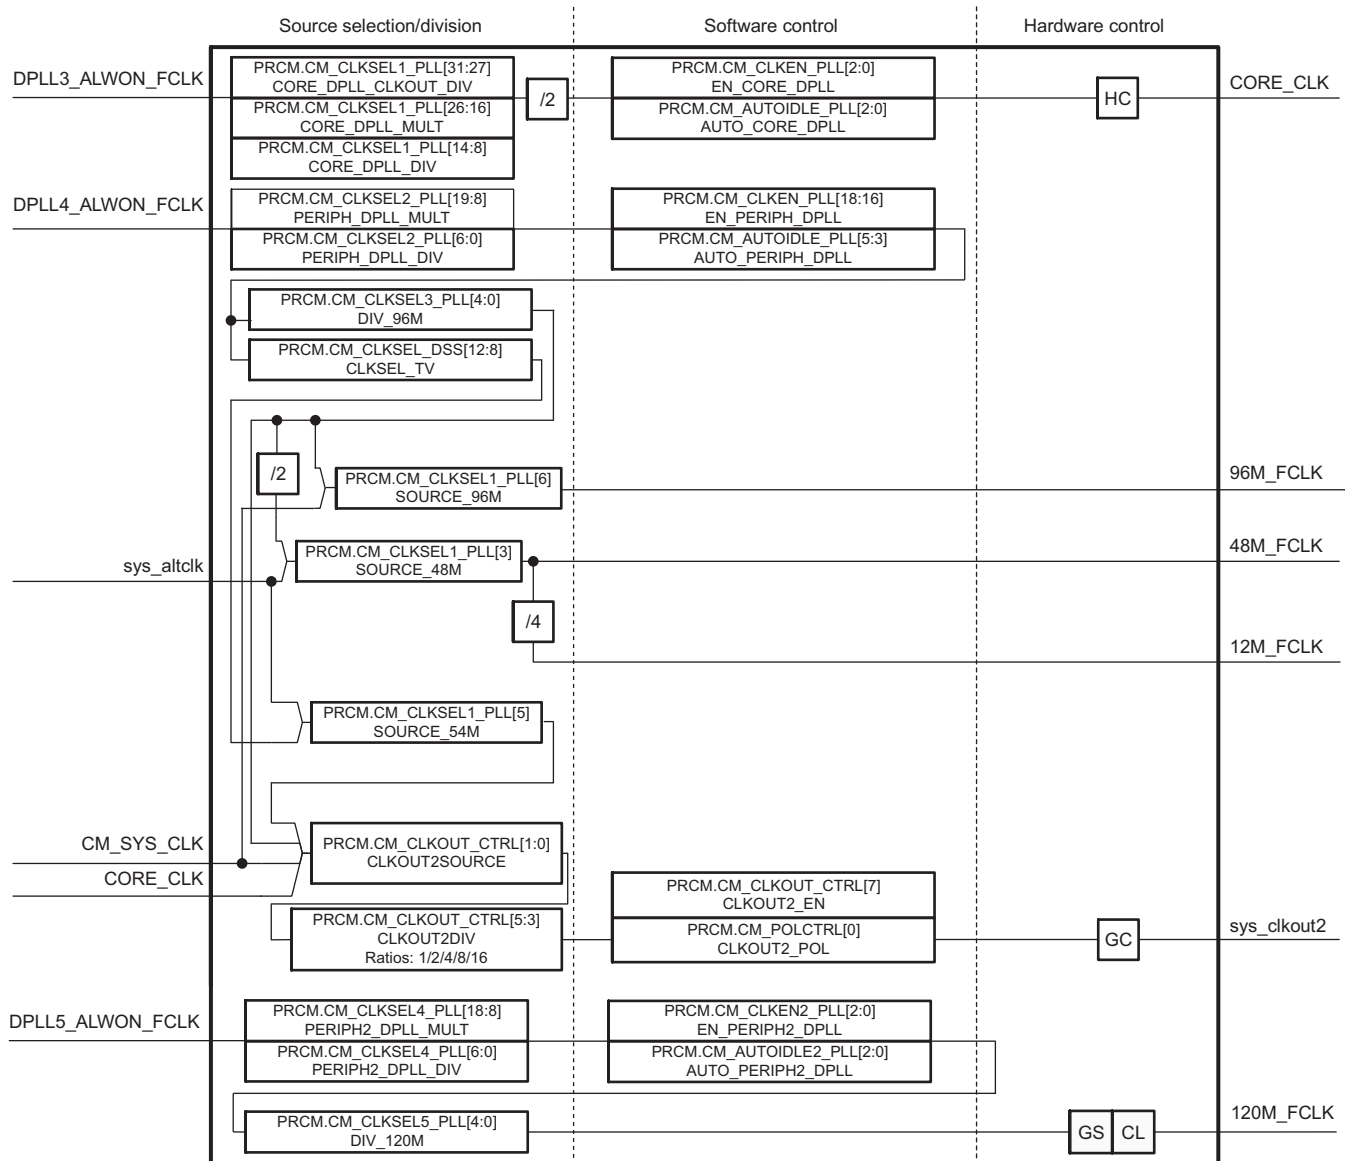 Source selection/division
Software control
Hardware control
DPLL3_ALWON_FCLK
PRCM.CM_CLKSEL1_PLL[31:27]
CORE_DPLL_CLKOUT_DIV
PRCM.CM_CLKSEL1_PLL[26:16]
CORE_DPLL_MULT
PRCM.CM_CLKSEL1_PLL[14:8]
CORE_DPLL_DIV
/2
PRCM.CM_CLKEN_PLL[2:0]
EN_CORE_DPLL
PRCM.CM_AUTOIDLE_PLL[2:0]
AUTO_CORE_DPLL
HC
CORE_CLK
DPLL4_ALWON_FCLK
PRCM.CM_CLKSEL2_PLL[19:8]
PERIPH_DPLL_MULT
PRCM.CM_CLKSEL2_PLL[6:0]
PERIPH_DPLL_DIV
PRCM.CM_CLKEN_PLL[18:16]
EN_PERIPH_DPLL
PRCM.CM_AUTOIDLE_PLL[5:3]
AUTO_PERIPH_DPLL
PRCM.CM_CLKSEL3_PLL[4:0]
DIV_96M
PRCM.CM_CLKSEL_DSS[12:8]
CLKSEL_TV
/2
PRCM.CM_CLKSEL1_PLL[6]
SOURCE_96M
96M_FCLK
sys_altclk
PRCM.CM_CLKSEL1_PLL[3]
SOURCE_48M
48M_FCLK
/4
12M_FCLK
PRCM.CM_CLKSEL1_PLL[5]
SOURCE_54M
CM_SYS_CLK
CORE_CLK
PRCM.CM_CLKOUT_CTRL[1:0]
CLKOUT2SOURCE
PRCM.CM_CLKOUT_CTRL[5:3]
CLKOUT2DIV
Ratios: 1/2/4/8/16
PRCM.CM_CLKOUT_CTRL[7]
CLKOUT2_EN
PRCM.CM_POLCTRL[0]
CLKOUT2_POL
GC
sys_clkout2
DPLL5_ALWON_FCLK
PRCM.CM_CLKSEL4_PLL[18:8]
PERIPH2_DPLL_MULT
PRCM.CM_CLKSEL4_PLL[6:0]
PERIPH2_DPLL_DIV
PRCM.CM_CLKEN2_PLL[2:0]
EN_PERIPH2_DPLL
PRCM.CM_AUTOIDLE2_PLL[2:0]
AUTO_PERIPH2_DPLL
PRCM.CM_CLKSEL5_PLL[4:0]
DIV_120M
GS
CL
120M_FCLK